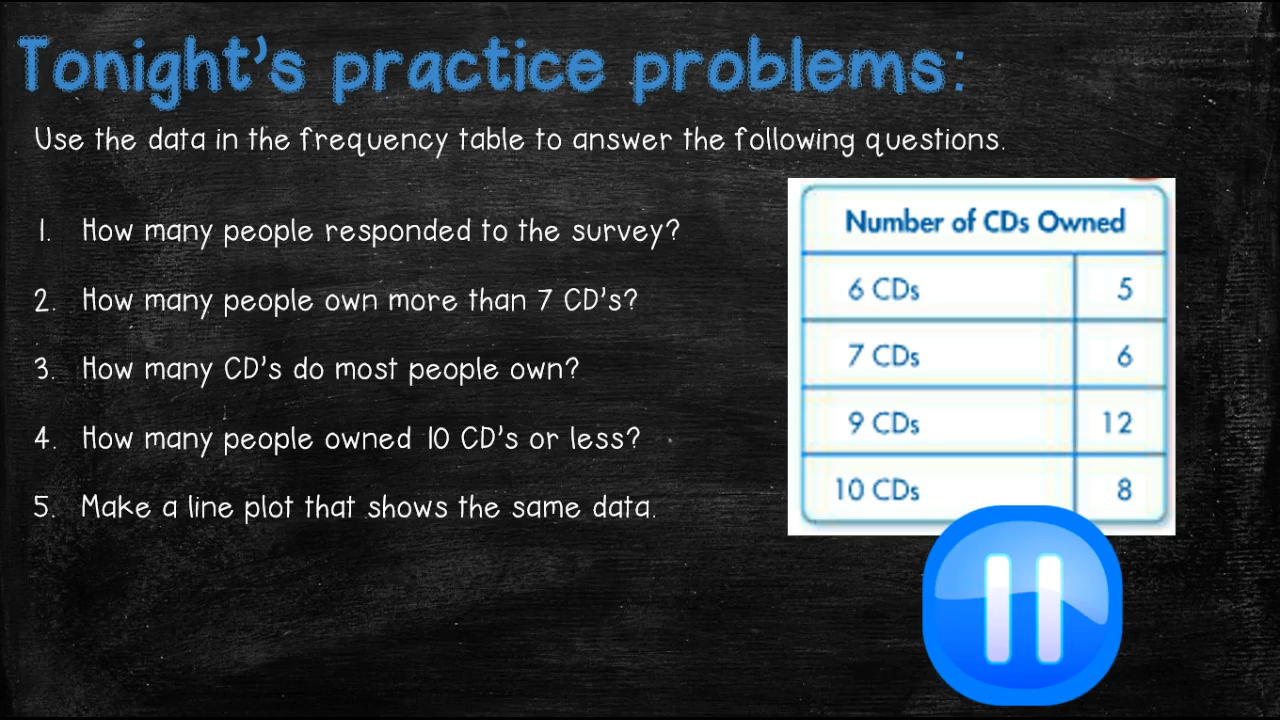 Tonight's practice problems:
Use the data in the frequency table to answer the following questions.
1. How many people responded to the survey?
2. How many people own more than 7 CD's?
3. How many CD's do most people own?
4. How many people owned 10 CD's or less?
5. Make a line plot that shows the same data.
Number of CDs Owned
6 CDs 5
7 CDs 6
9 CDs 12
10 CDs 8